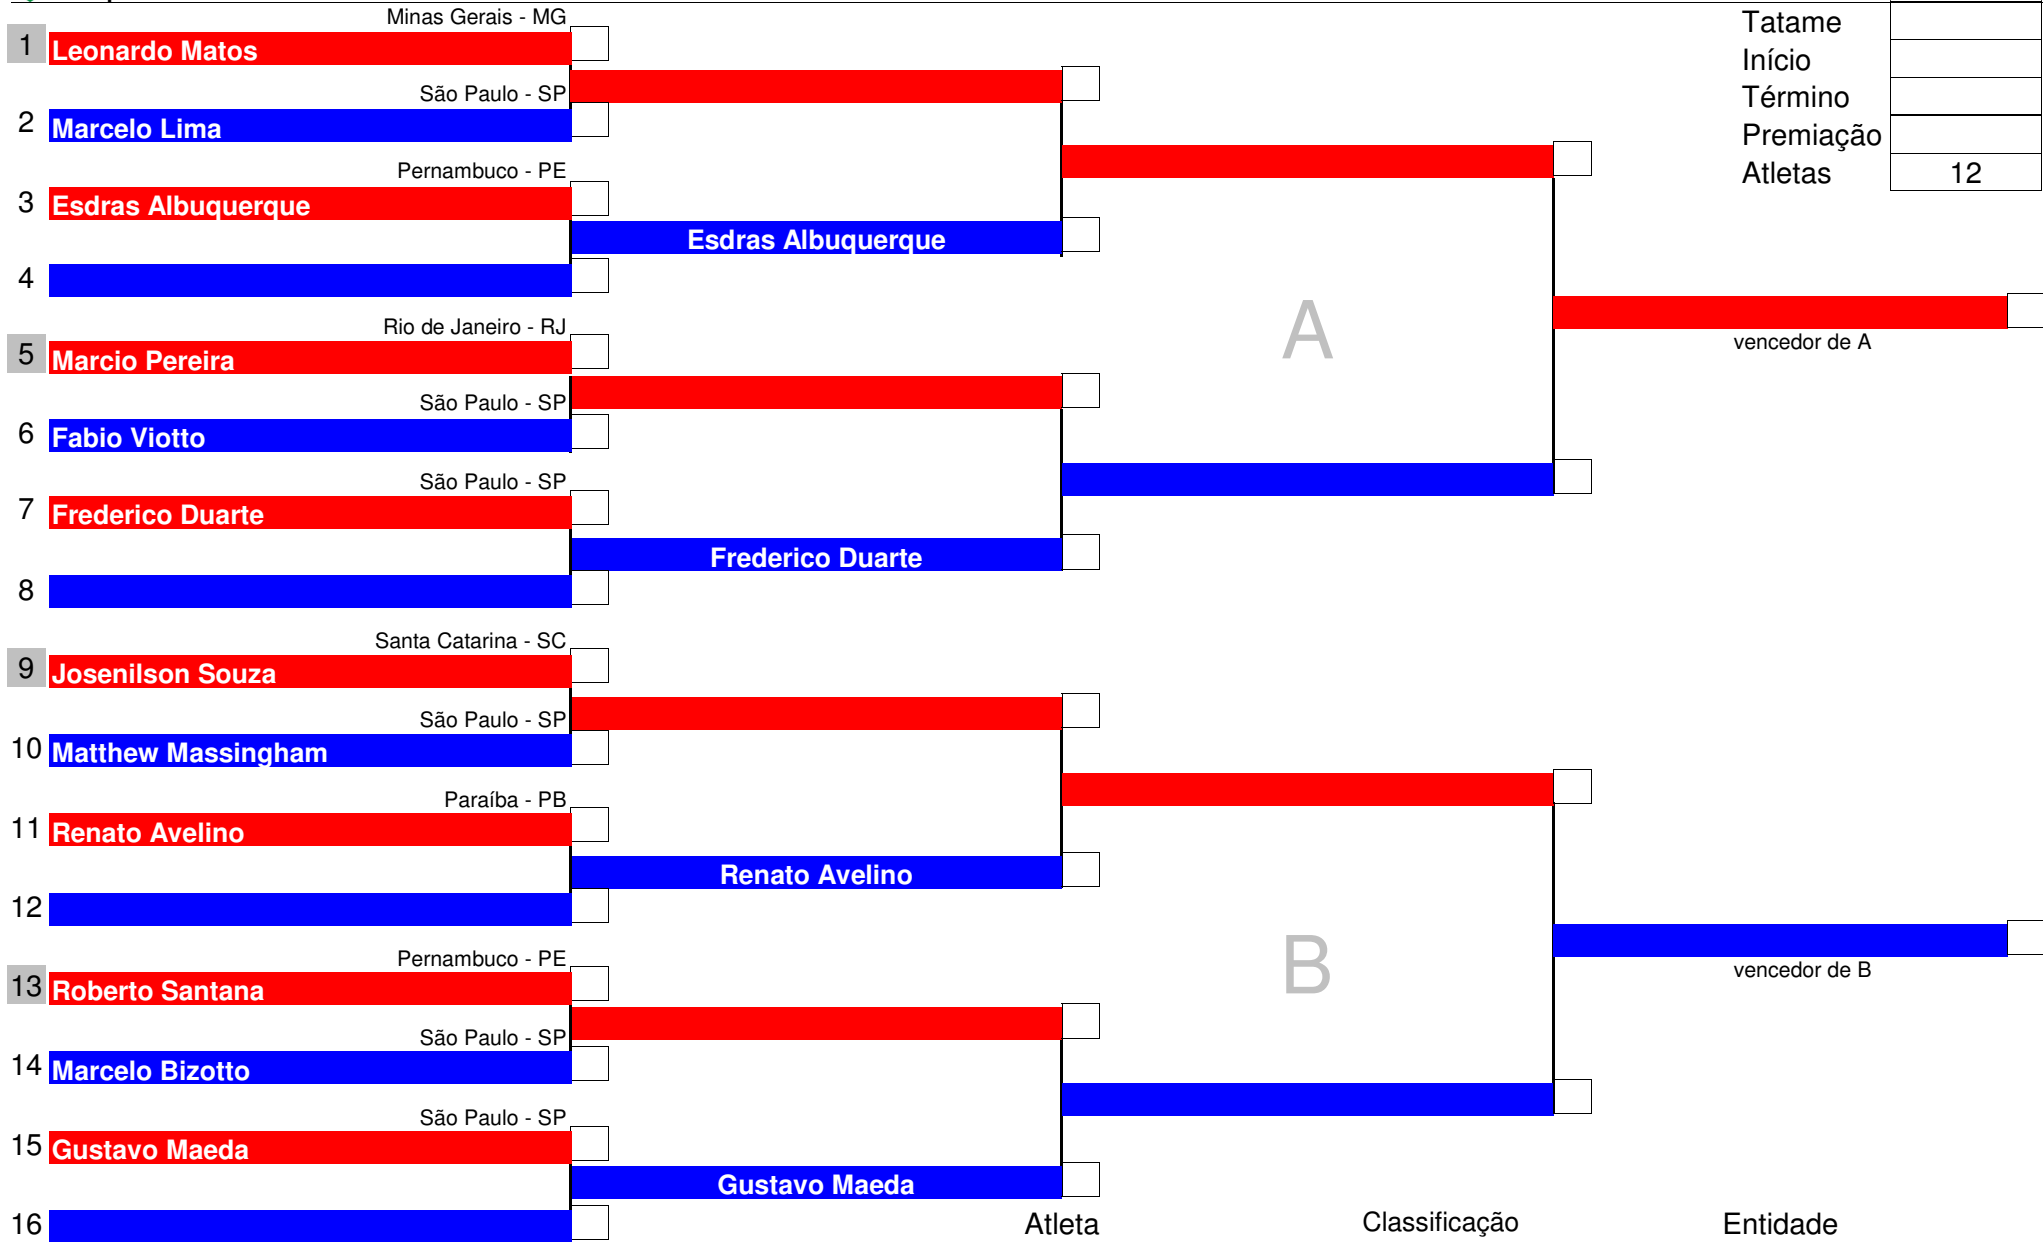 Minas Gerais - MG
Tatame
1 Leonardo Matos
Início
São Paulo - SP
Término
2 Marcelo Lima
Premiação
Pernambuco - PE
Atletas 12
3 Esdras Albuquerque
Esdras Albuquerque
4
A
Rio de Janeiro - RJ
vencedor de A
5 Marcio Pereira
São Paulo - SP
6 Fabio Viotto
São Paulo - SP
7 Frederico Duarte
Frederico Duarte
8
Santa Catarina - SC
9 Josenilson Souza
São Paulo - SP
10 Matthew Massingham
Paraíba - PB
11 Renato Avelino
Renato Avelino
12
Pernambuco - PE
B
vencedor de B
13 Roberto Santana
São Paulo - SP
14 Marcelo Bizotto
São Paulo - SP
15 Gustavo Maeda
Gustavo Maeda
16
Atleta Classificação Entidade